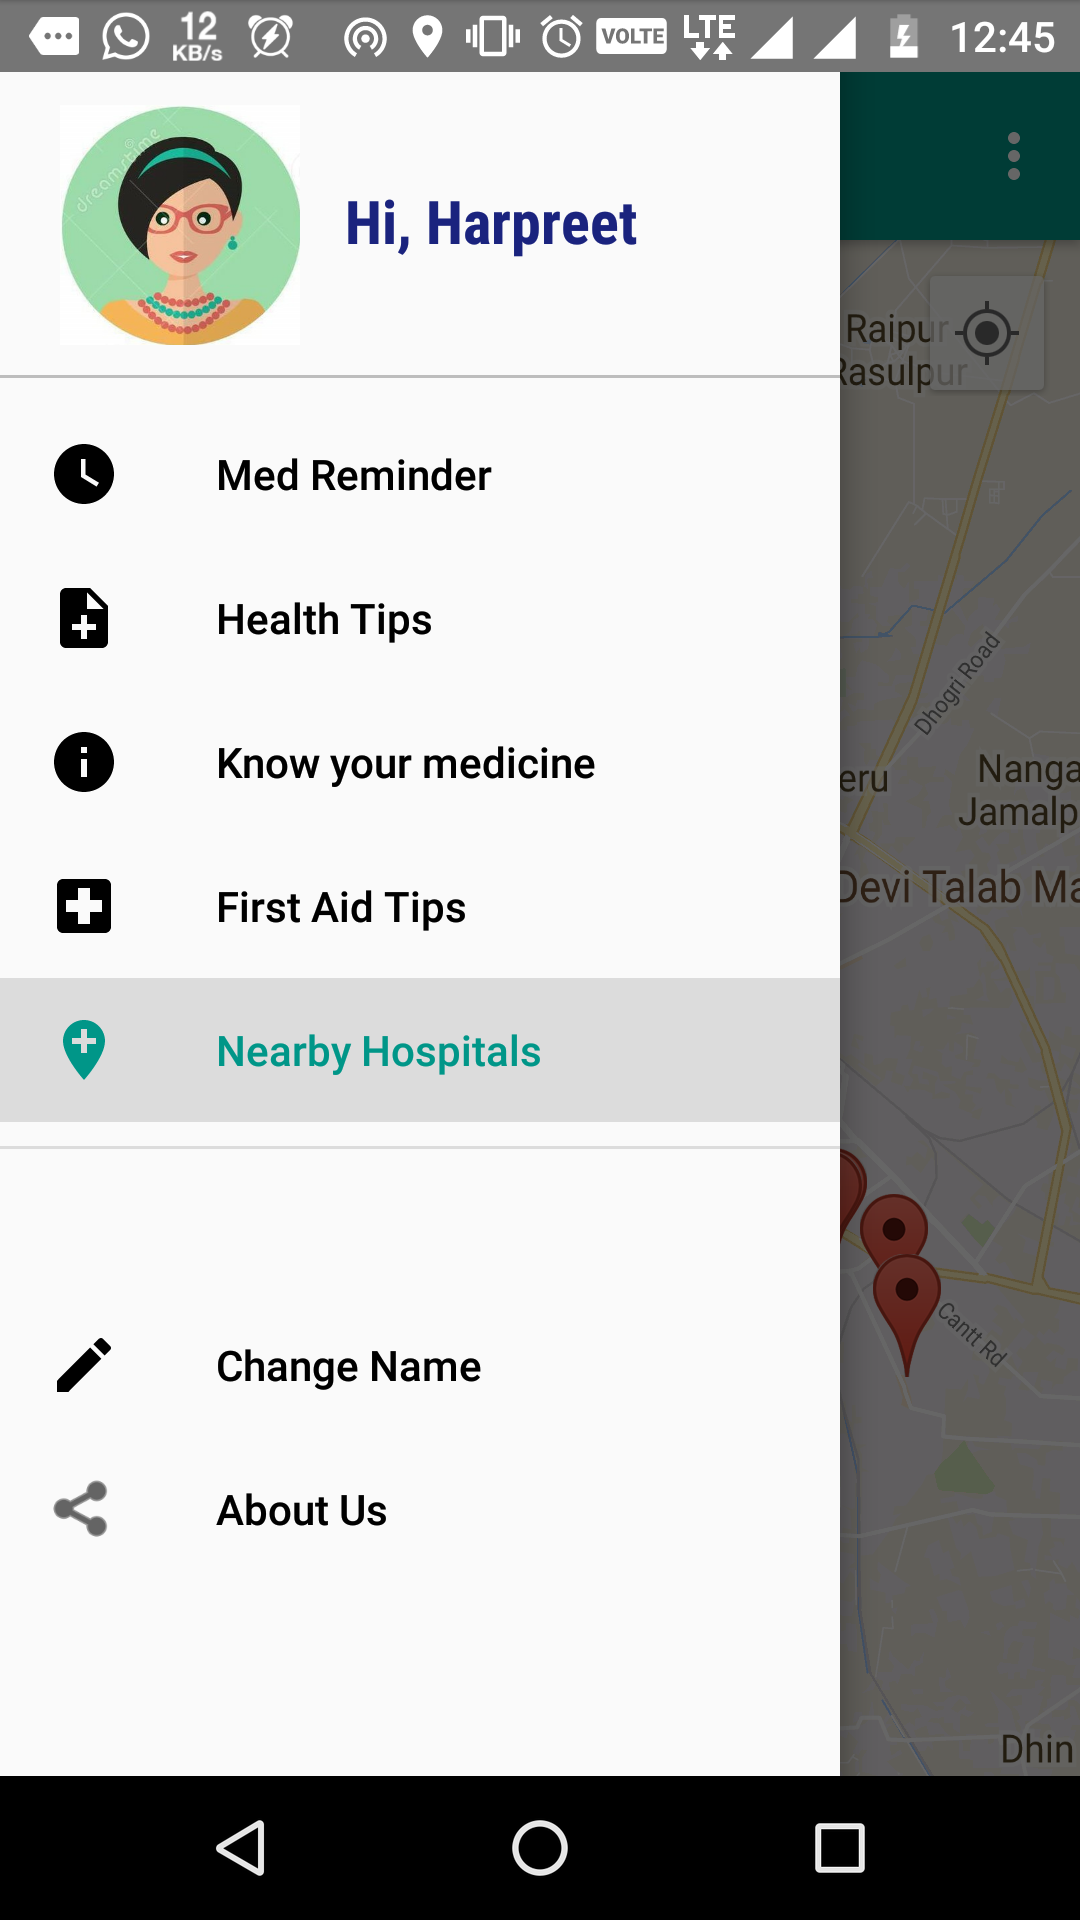 12
KB/s
VOLTE
LTE
12:45
dreamstime
Hi, Harpreet
Raipur
Rasulpur
Med Reminder
Health Tips
Dhogri Road
Know your medicine
eru
Nanga
Jamalp
Devi Talab Ma
First Aid Tips
Nearby Hospitals
Cantt Rd
Change Name
About Us
Dhin